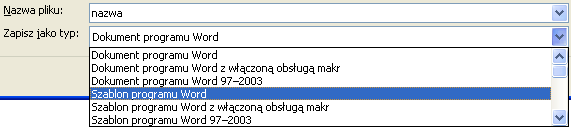 Nazwa pliku: nazwa
Zapisz jako typ: Dokument programu Word
Dokument programu Word
Dokument programu Word z włączoną obsługą makr
Dokument programu Word 97–2003
Szablon programu Word
Szablon programu Word z włączoną obsługą makr
Szablon programu Word 97–2003